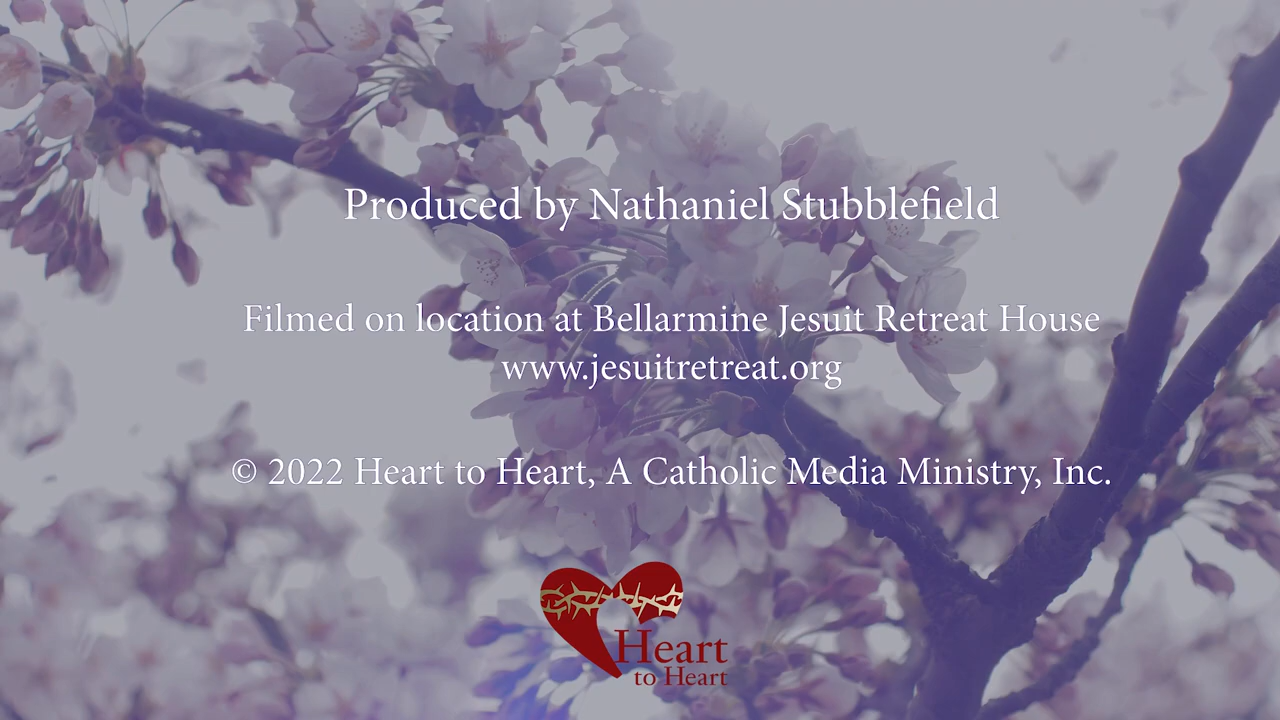 Produced by Nathaniel Stubblefield
Filmed on location at Bellarmine Jesuit Retreat House
www.jesuitretreat.org
© 2022 Heart to Heart, A Catholic Media Ministry, Inc.
Heart
to Heart